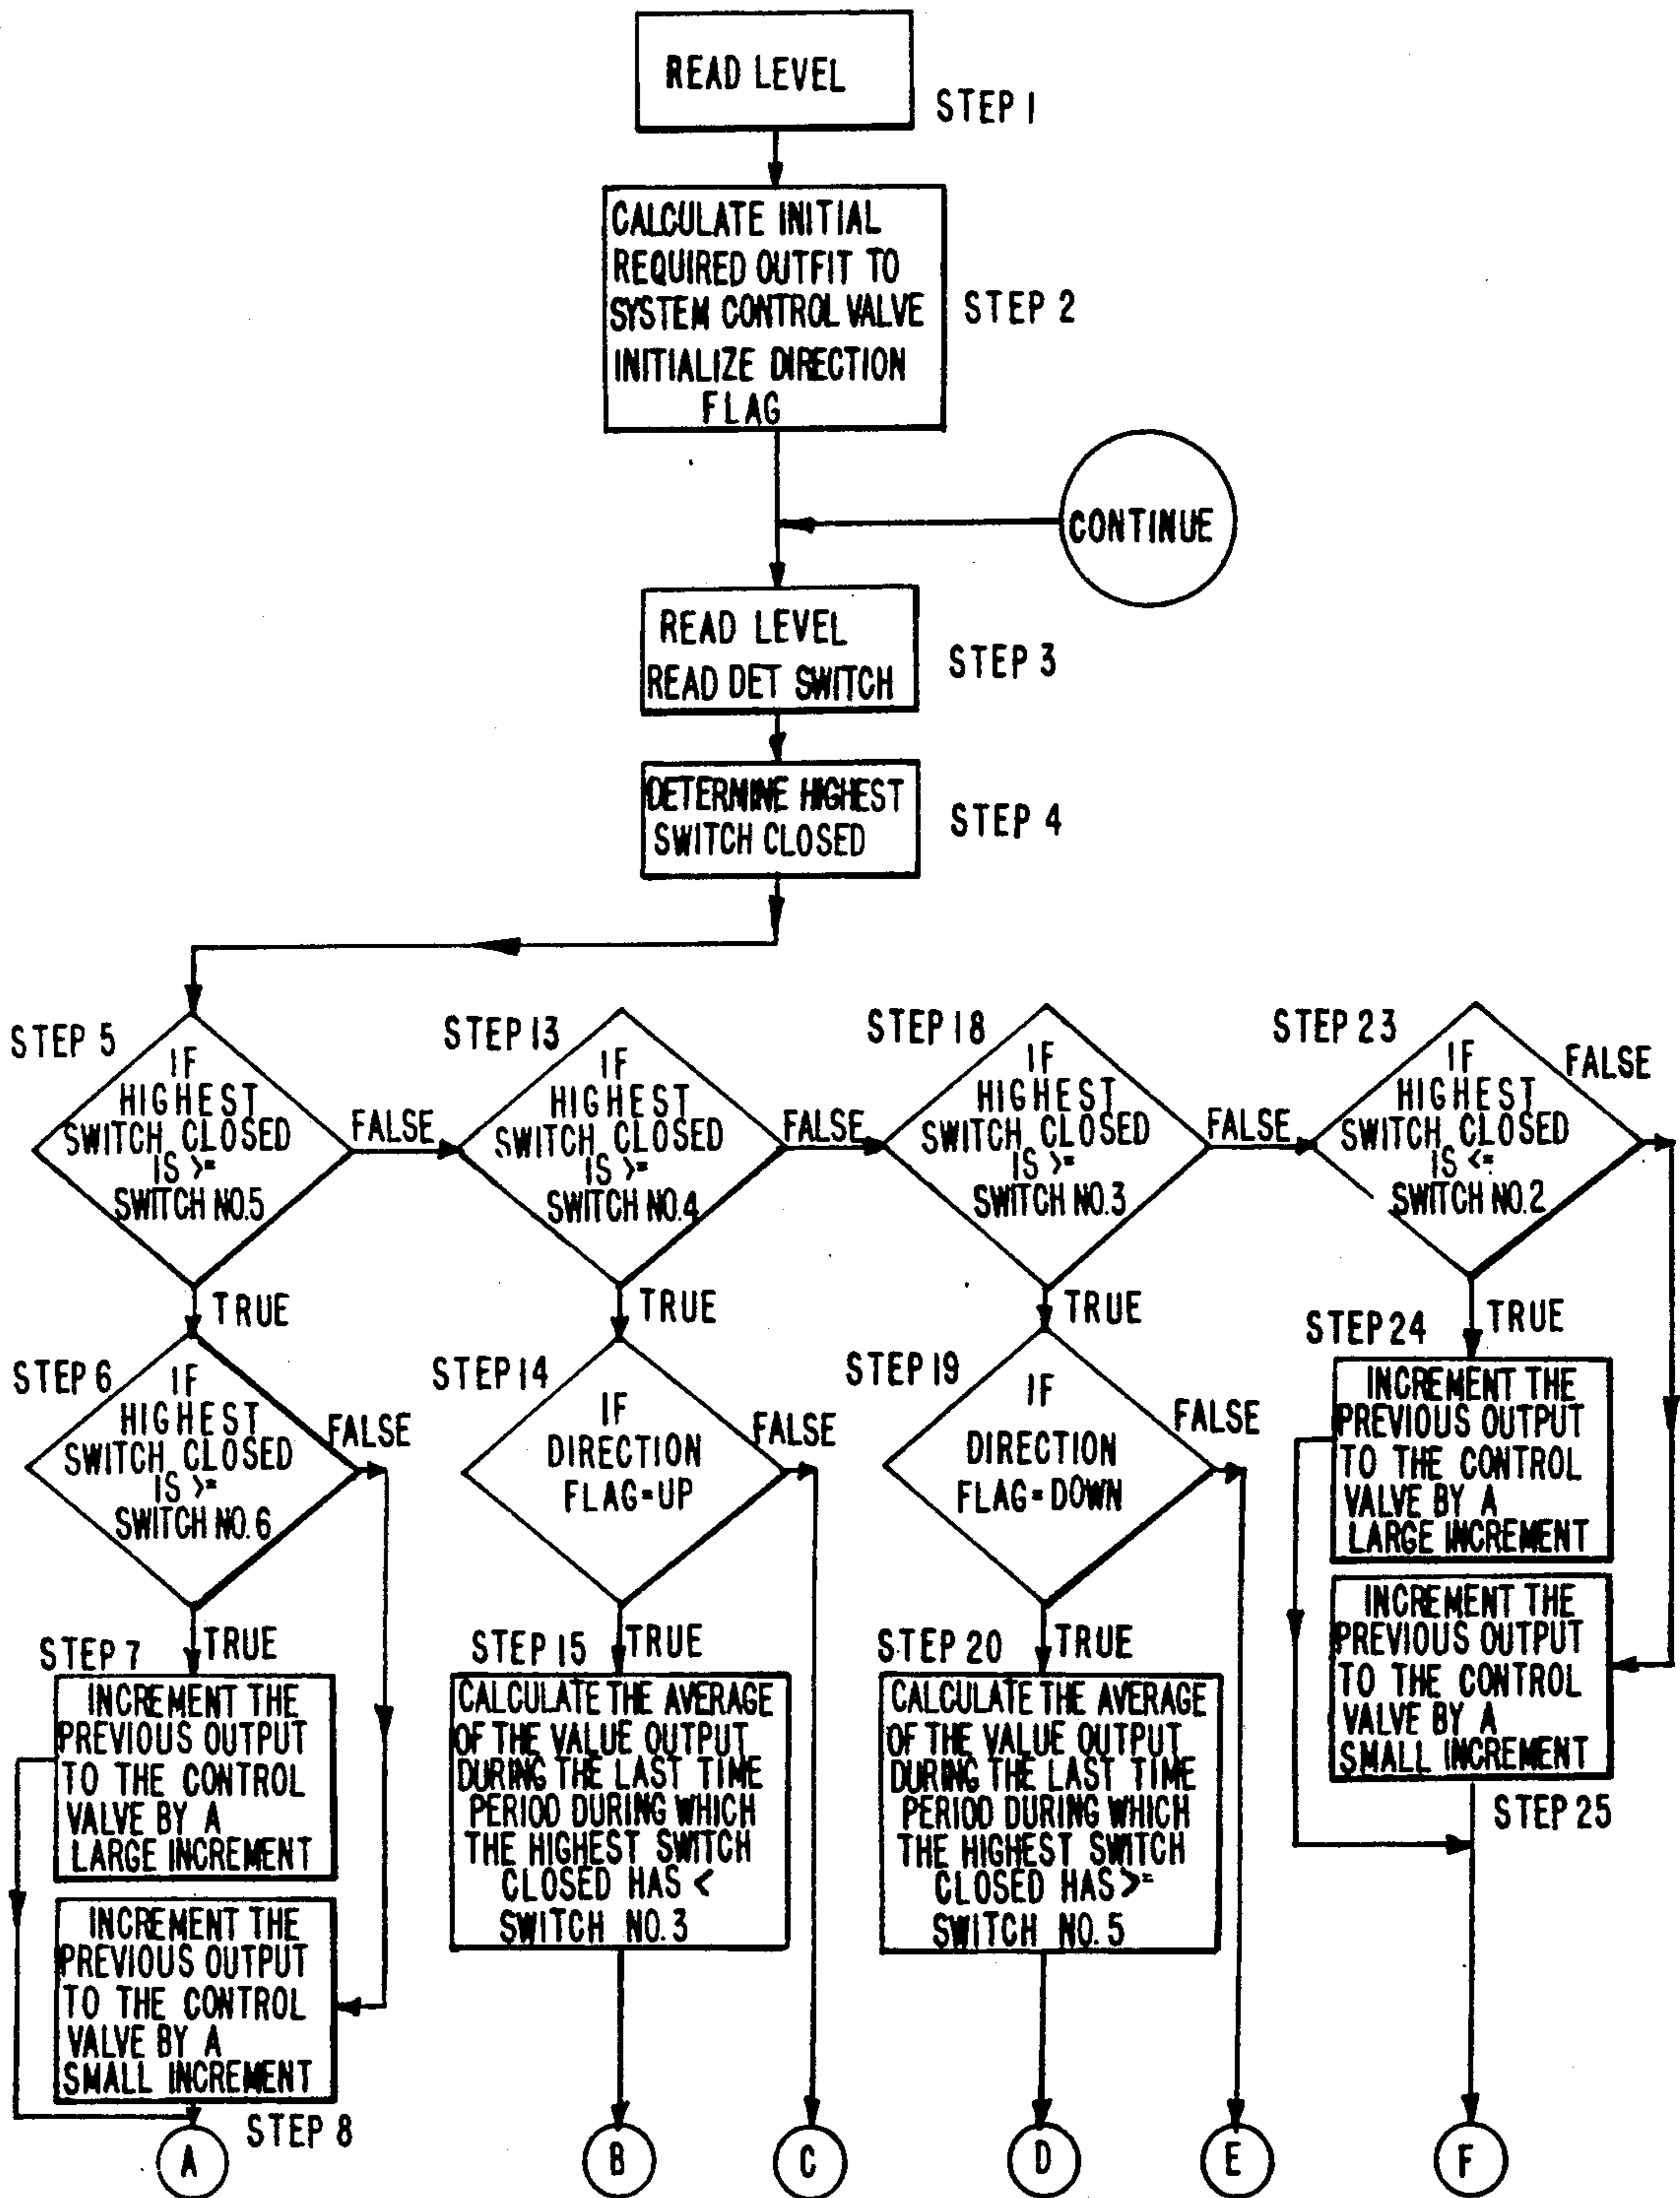 READ LEVEL
STEP 1
CALCULATE INITIAL
REQUIRED OUTFIT TO
SYSTEM CONTROL VALVE
INITIALIZE DIRECTION
FLAG
STEP 2
CONTINUE
READ LEVEL
READ DET SWITCH
STEP 3
DETERMINE HIGHEST
SWITCH CLOSED
STEP 4
STEP 5
IF
HIGHEST
SWITCH CLOSED
IS >=
SWITCH NO.5
FALSE
TRUE
STEP 13
IF
HIGHEST
SWITCH CLOSED
IS >=
SWITCH NO.4
FALSE
TRUE
STEP 18
IF
HIGHEST
SWITCH CLOSED
IS >=
SWITCH NO.3
FALSE
TRUE
STEP 23
IF
HIGHEST
SWITCH CLOSED
IS <=
SWITCH NO.2
FALSE
TRUE
STEP 6
IF
HIGHEST
SWITCH CLOSED
IS >=
SWITCH NO.6
FALSE
TRUE
STEP 14
IF
DIRECTION
FLAG=UP
FALSE
TRUE
STEP 19
IF
DIRECTION
FLAG=DOWN
FALSE
TRUE
STEP 24
INCREMENT THE
PREVIOUS OUTPUT
TO THE CONTROL
VALVE BY A
LARGE INCREMENT
INCREMENT THE
PREVIOUS OUTPUT
TO THE CONTROL
VALVE BY A
SMALL INCREMENT
STEP 25
STEP 7
INCREMENT THE
PREVIOUS OUTPUT
TO THE CONTROL
VALVE BY A
LARGE INCREMENT
INCREMENT THE
PREVIOUS OUTPUT
TO THE CONTROL
VALVE BY A
SMALL INCREMENT
STEP 8
STEP 15
CALCULATE THE AVERAGE
OF THE VALUE OUTPUT
DURING THE LAST TIME
PERIOD DURING WHICH
THE HIGHEST SWITCH
CLOSED HAS <
SWITCH NO. 3
STEP 20
CALCULATE THE AVERAGE
OF THE VALUE OUTPUT
DURING THE LAST TIME
PERIOD DURING WHICH
THE HIGHEST SWITCH
CLOSED HAS >=
SWITCH NO. 5
A
B
C
D
E
F